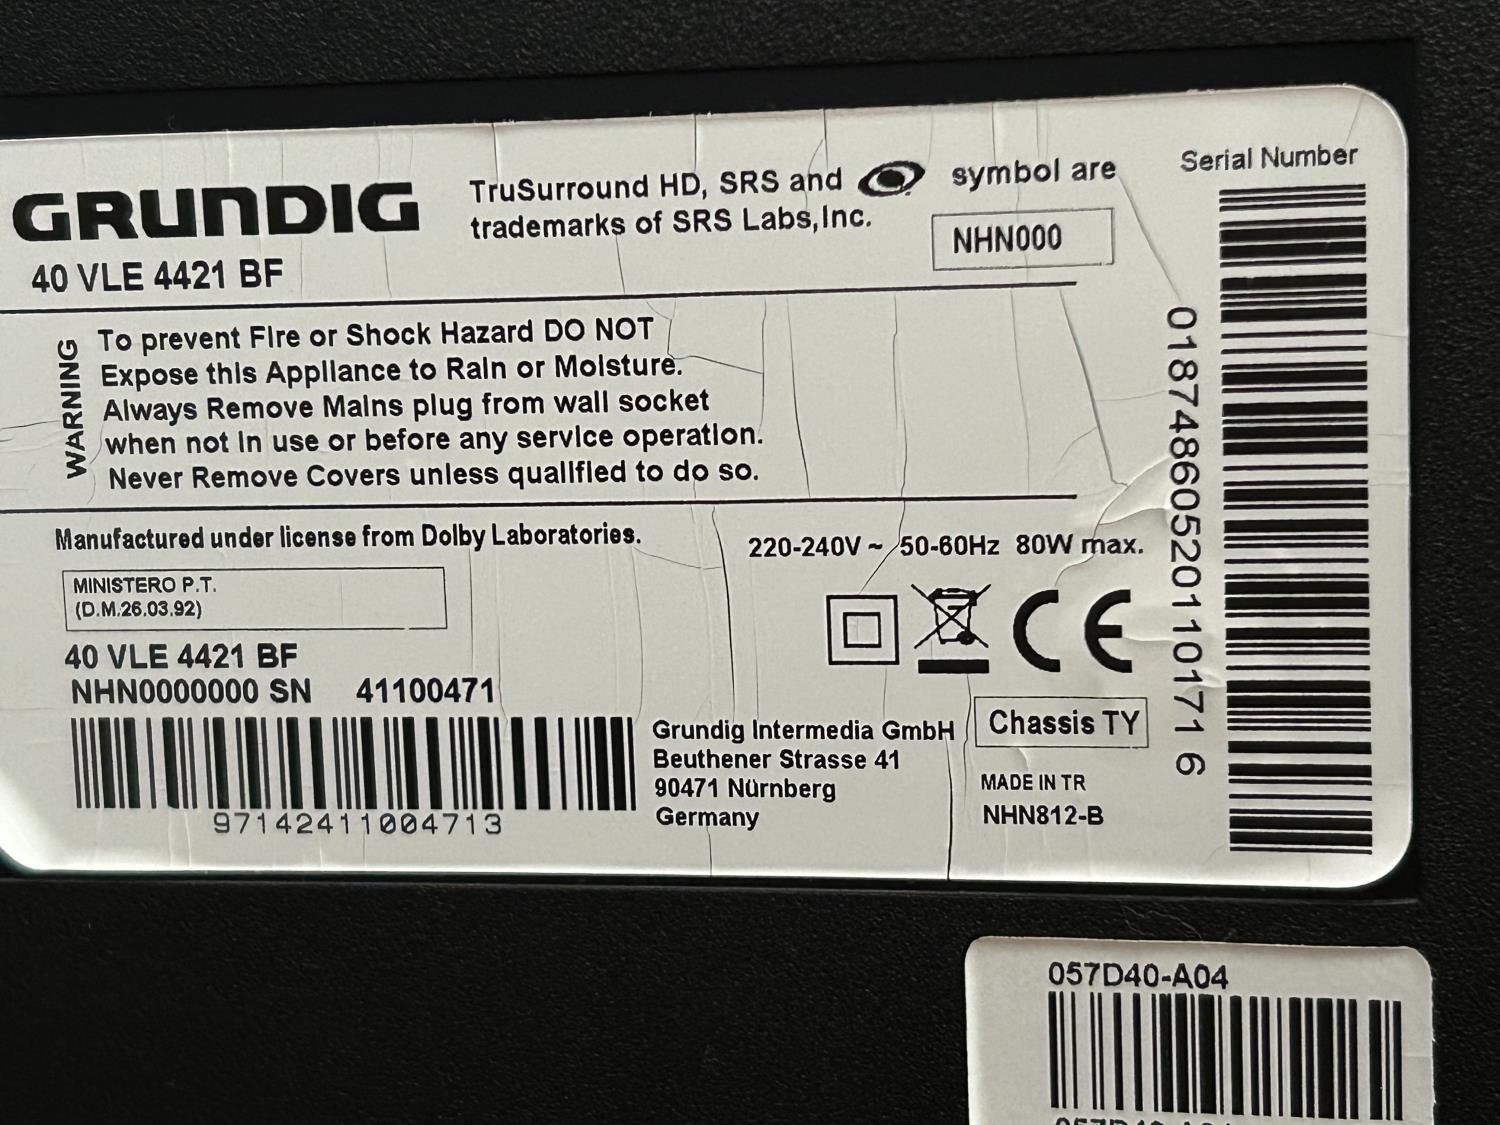 GRUNDIG
40 VLE 4421 BF
TruSurround HD, SRS and symbol are
trademarks of SRS Labs,Inc.
NHN000
Serial Number
018748605201101716
WARNING
To prevent Fire or Shock Hazard DO NOT
Expose this Appliance to Rain or Moisture.
Always Remove Mains plug from wall socket
when not in use or before any service operation.
Never Remove Covers unless qualified to do so.
Manufactured under license from Dolby Laboratories.
220-240V ~ 50-60Hz 80W max.
MINISTERO P.T.
(D.M.26.03.92)
40 VLE 4421 BF
NHN0000000 SN 41100471
97142411004713
Grundig Intermedia GmbH
Beuthener Strasse 41
90471 Nürnberg
Germany
CE
Chassis TY
MADE IN TR
NHN812-B
057D40-A04